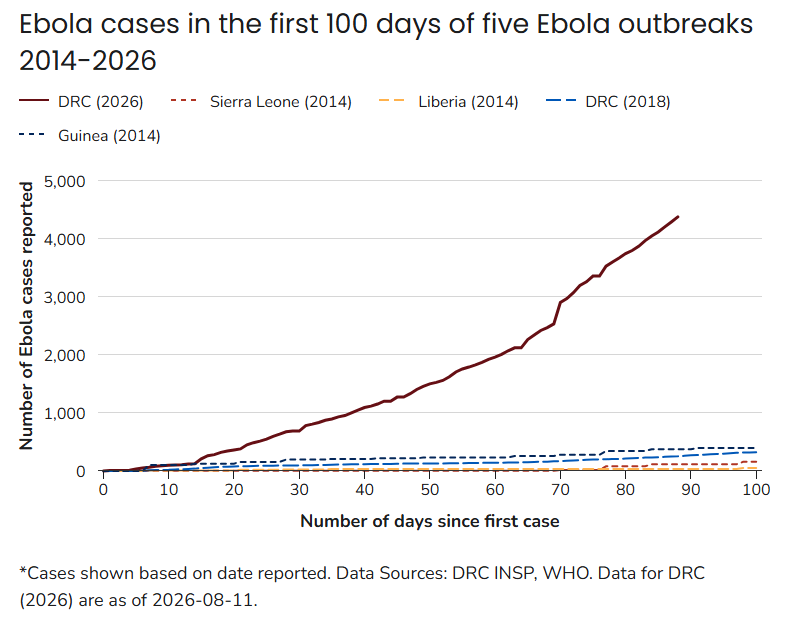 Ebola cases in the first 100 days of five Ebola outbreaks
2014-2026
DRC (2026) Sierra Leone (2014) Liberia (2014) DRC (2018)
Guinea (2014)
Number of Ebola cases reported
5,000
4,000
3,000
2,000
1,000
0
0 10 20 30 40 50 60 70 80 90 100
Number of days since first case
*Cases shown based on date reported. Data Sources: DRC INSP, WHO. Data for DRC
(2026) are as of 2026-08-11.